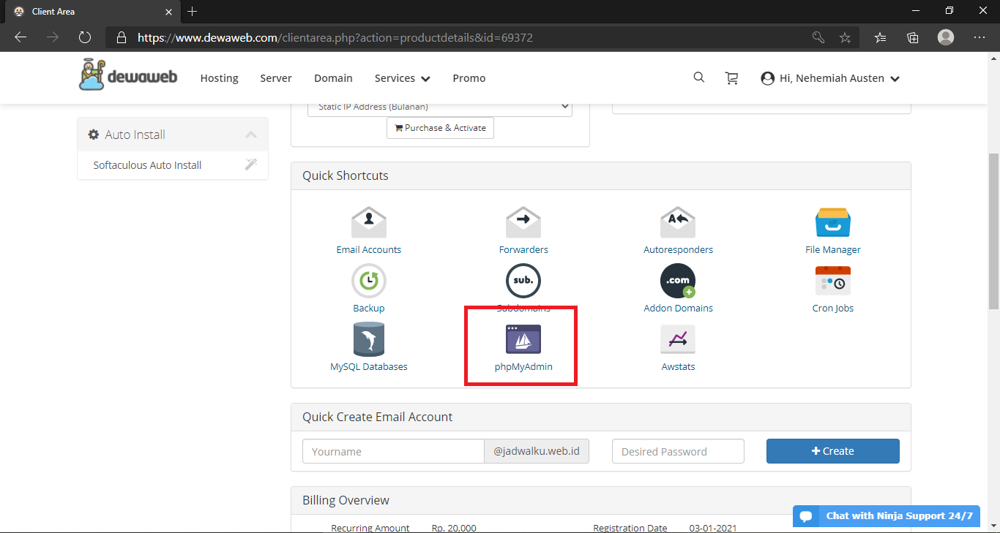 Client Area
https://www.dewaweb.com/clientarea.php?action=productdetails&id=69372
dewaweb Hosting Server Domain Services Promo Hi, Nehemiah Austen
Static IP Address (Bulanan)
Purchase & Activate
Auto Install
Softaculous Auto Install
Quick Shortcuts
Email Accounts Forwarders Autoresponders File Manager
sub. .com
Backup Subdomains Addon Domains Cron Jobs
MySQL Databases phpMyAdmin Awstats
Quick Create Email Account
Yourname @jadwalku.web.id Desired Password Create
Billing Overview
Recurring Amount Rp. 20,000 Registration Date 03-01-2021
Chat with Ninja Support 24/7